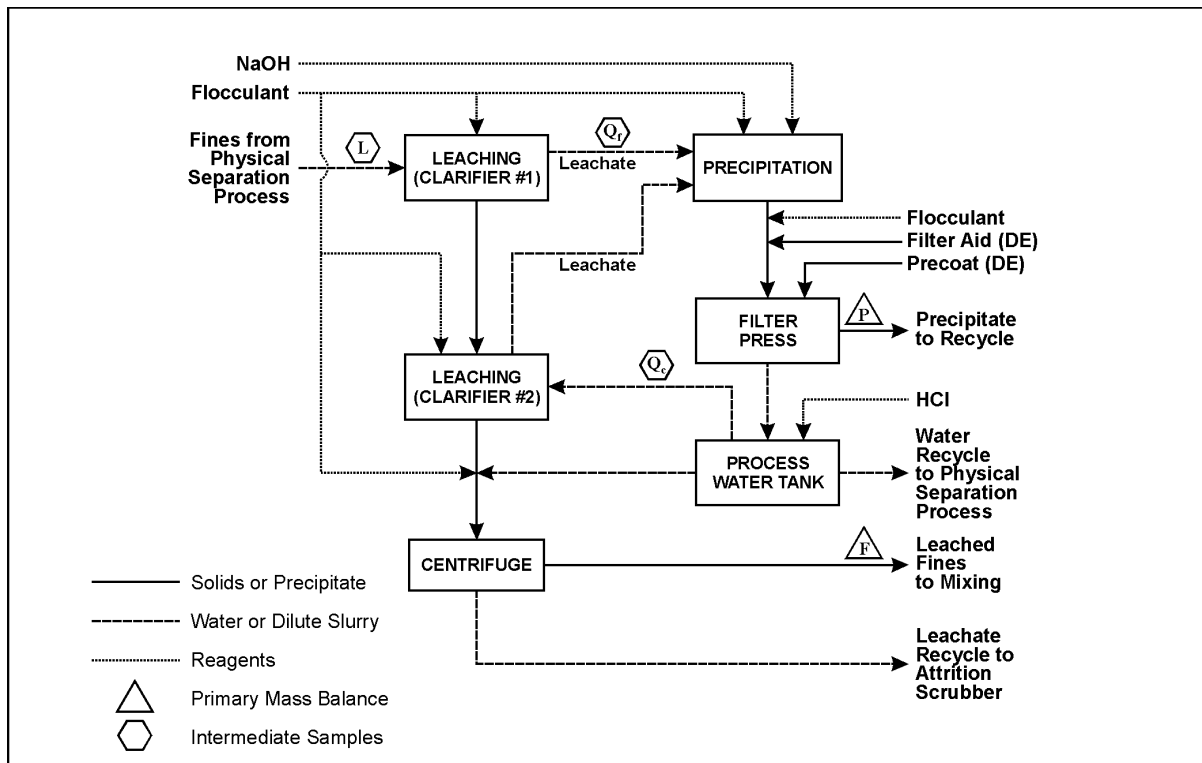 NaOH
Flocculant
Fines from
Physical
Separation
Process
L
LEACHING
(CLARIFIER #1)
Qf
Leachate
PRECIPITATION
Leachate
Flocculant
Filter Aid (DE)
Precoat (DE)
FILTER
PRESS
P
Precipitate
to Recycle
LEACHING
(CLARIFIER #2)
Qc
HCl
PROCESS
WATER TANK
Water
Recycle
to Physical
Separation
Process
CENTRIFUGE
F
Leached
Fines
to Mixing
Leachate
Recycle to
Attrition
Scrubber
Solids or Precipitate
Water or Dilute Slurry
Reagents
Primary Mass Balance
Intermediate Samples